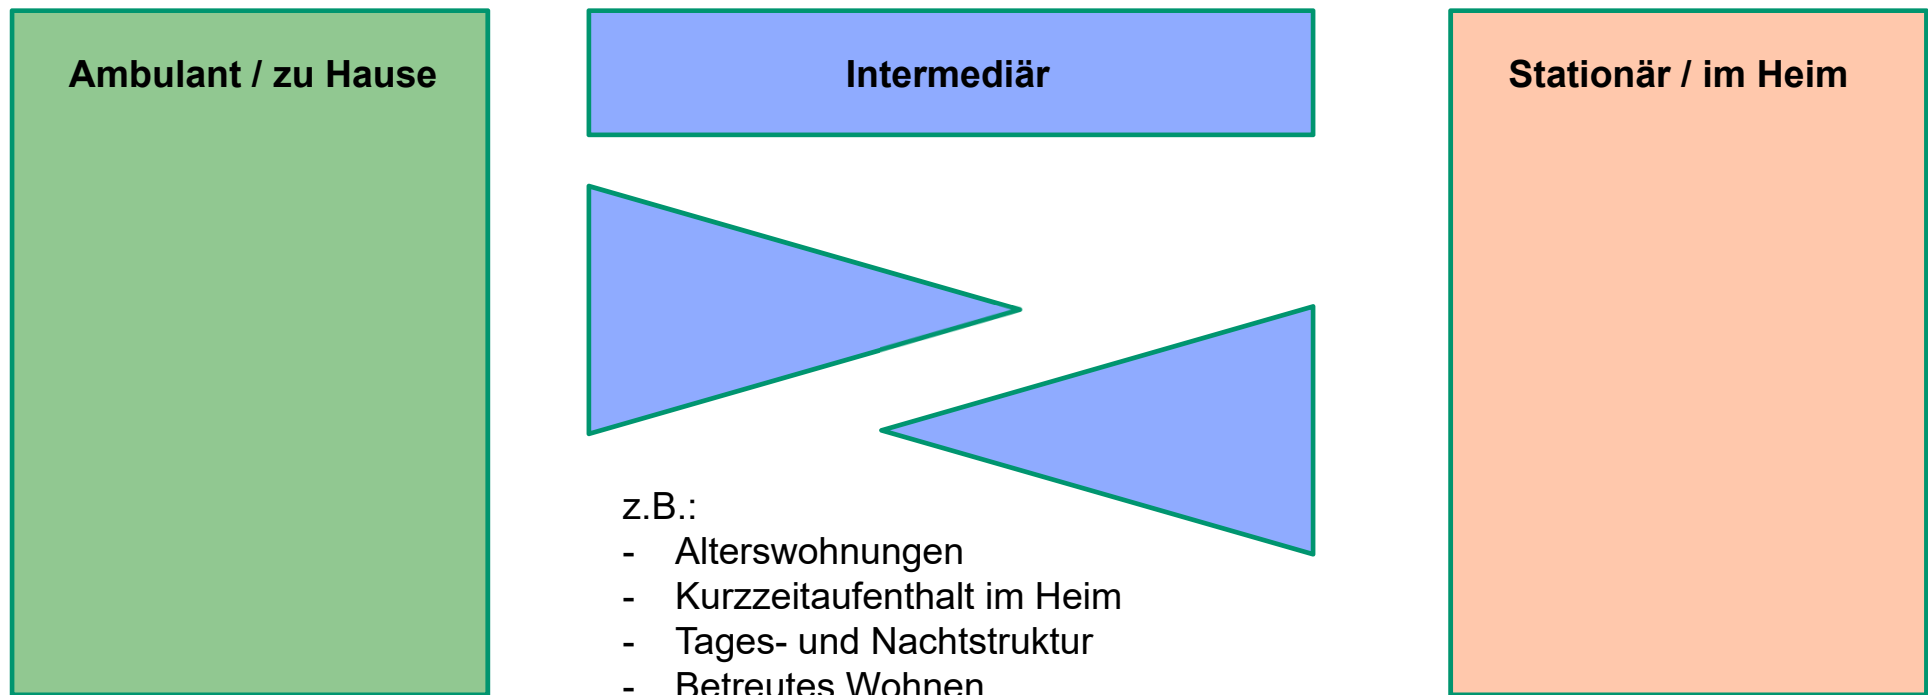 Ambulant / zu Hause
Intermediär
Stationär / im Heim
z.B.:
- Alterswohnungen
- Kurzzeitaufenthalt im Heim
- Tages- und Nachtstruktur
- Betreutes Wohnen